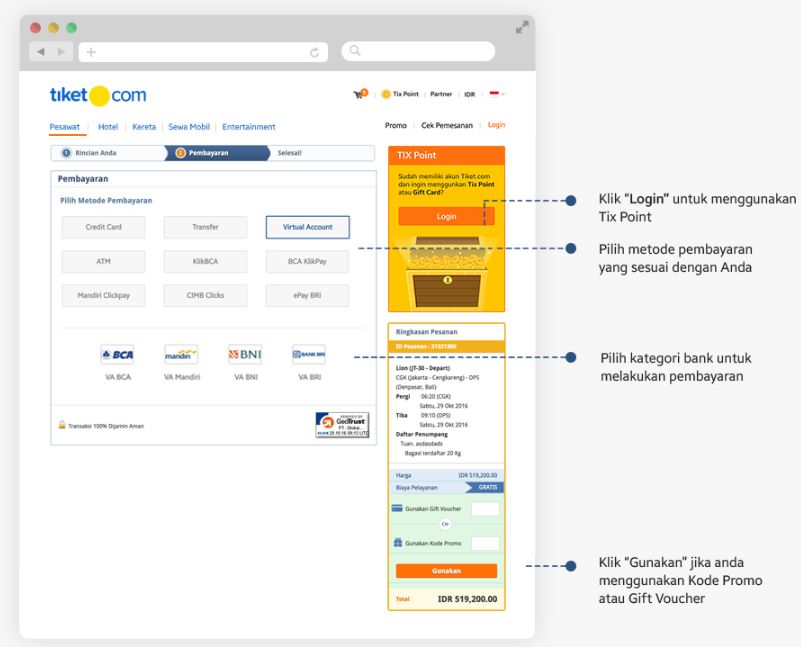 tiket com
1
Tix Point
Partner
IDR
Pesawat
Hotel
Kereta
Sewa Mobil
Entertainment
Promo
Cek Pemesanan
Login
1 Rincian Anda
2 Pembayaran
Selesai!
Pembayaran
Pilih Metode Pembayaran
Credit Card
Transfer
Virtual Account
ATM
KlikBCA
BCA KlikPay
Mandiri Clickpay
CIMB Clicks
ePay BRI
BCA
mandiri
BNI
BANK BRI
VA BCA
VA Mandiri
VA BNI
VA BRI
Transaksi 100% Dijamin Aman
GeoTrust
PT. Global
TIX Point
Sudah memiliki akun Tiket.com
dan ingin menggunkan Tix Point
atau Gift Card?
Login
Ringkasan Pesanan
ID Pesanan : 31221386
Lion (JT-30 - Depart)
CGK (Jakarta - Cengkareng) - DPS
(Denpasar, Bali)
Pergi 06:20 (CGK)
Sabtu, 29 Okt 2016
Tiba 09:10 (DPS)
Sabtu, 29 Okt 2016
Daftar Penumpang
Tuan. asdasdads
Bagasi terdaftar 20 Kg
Harga IDR 519,200.00
Biaya Pelayanan GRATIS
Gunakan Gift Voucher
Gunakan Kode Promo
Gunakan
Total IDR 519,200.00
Klik “Login” untuk menggunakan
Tix Point
Pilih metode pembayaran
yang sesuai dengan Anda
Pilih kategori bank untuk
melakukan pembayaran
Klik “Gunakan” jika anda
menggunakan Kode Promo
atau Gift Voucher